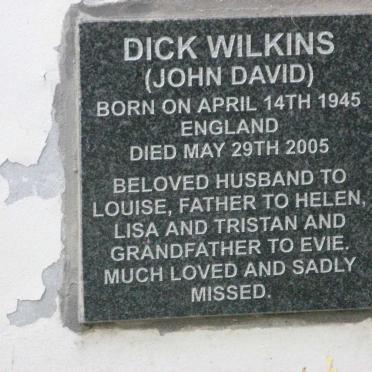 DICK WILKINS
(JOHN DAVID)
BORN ON APRIL 14TH 1945
ENGLAND
DIED MAY 29TH 2005
BELOVED HUSBAND TO
LOUISE, FATHER TO HELEN,
LISA AND TRISTAN AND
GRANDFATHER TO EVIE.
MUCH LOVED AND SADLY
MISSED.